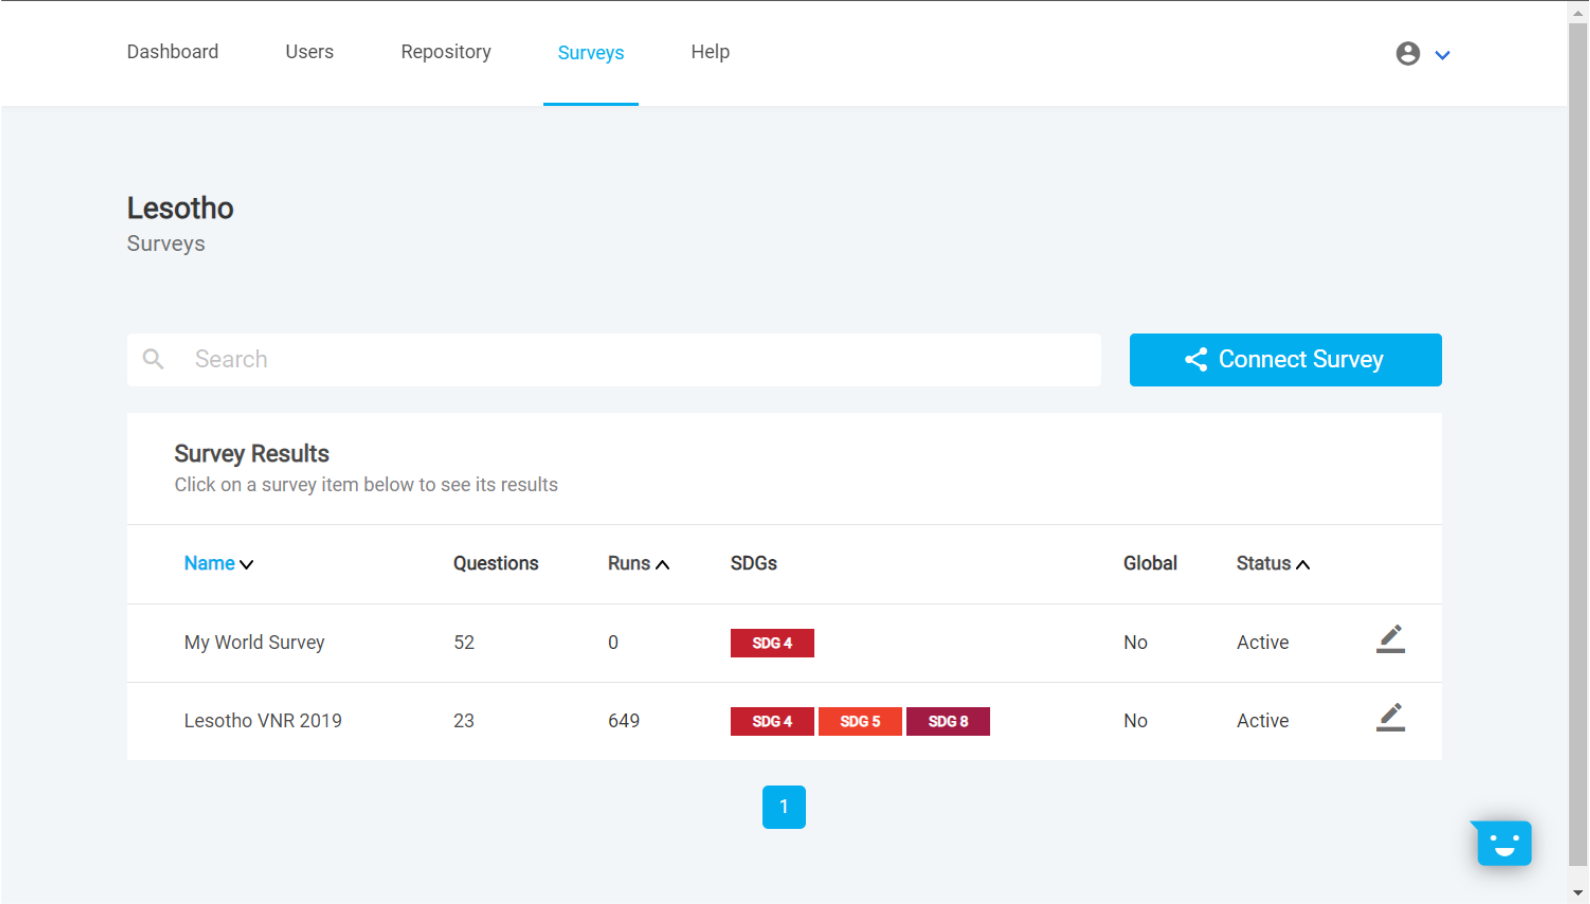 Dashboard Users Repository Surveys Help
Lesotho
Surveys
Search
Connect Survey
Survey Results
Click on a survey item below to see its results
Name Questions Runs SDGs Global Status
My World Survey 52 0 SDG 4 No Active
Lesotho VNR 2019 23 649 SDG 4 SDG 5 SDG 8 No Active
1